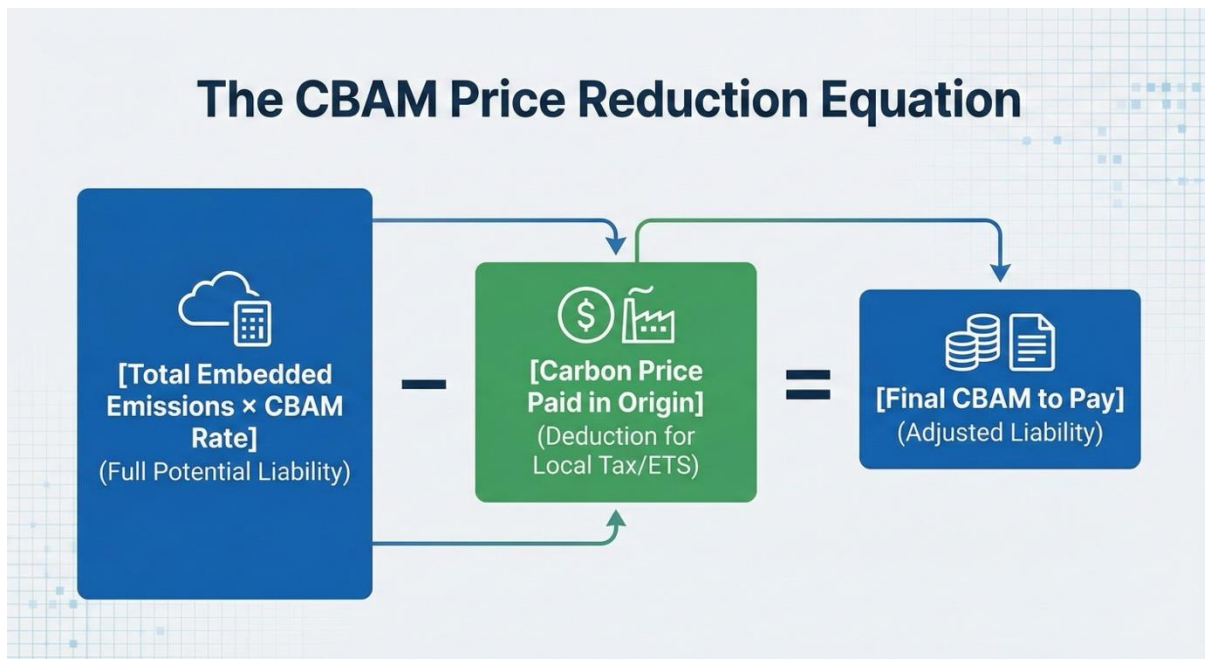 The CBAM Price Reduction Equation
[Total Embedded
Emissions × CBAM
Rate]
(Full Potential Liability)
−
$
[Carbon Price
Paid in Origin]
(Deduction for
Local Tax/ETS)
=
[Final CBAM to Pay]
(Adjusted Liability)